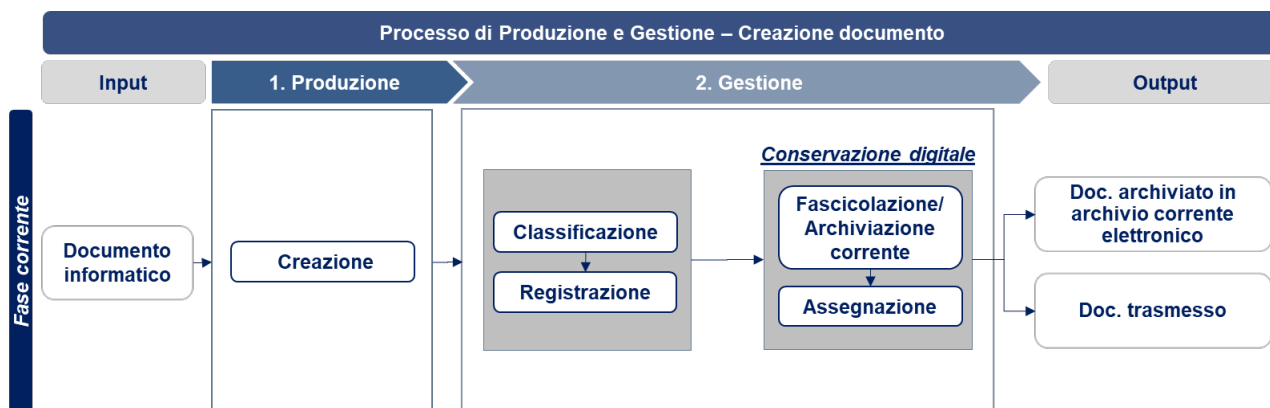 Processo di Produzione e Gestione – Creazione documento
Input
1. Produzione
2. Gestione
Output
Fase corrente
Documento
informatico
Creazione
Classificazione
Registrazione
Conservazione digitale
Fascicolazione/
Archiviazione
corrente
Assegnazione
Doc. archiviato in
archivio corrente
elettronico
Doc. trasmesso